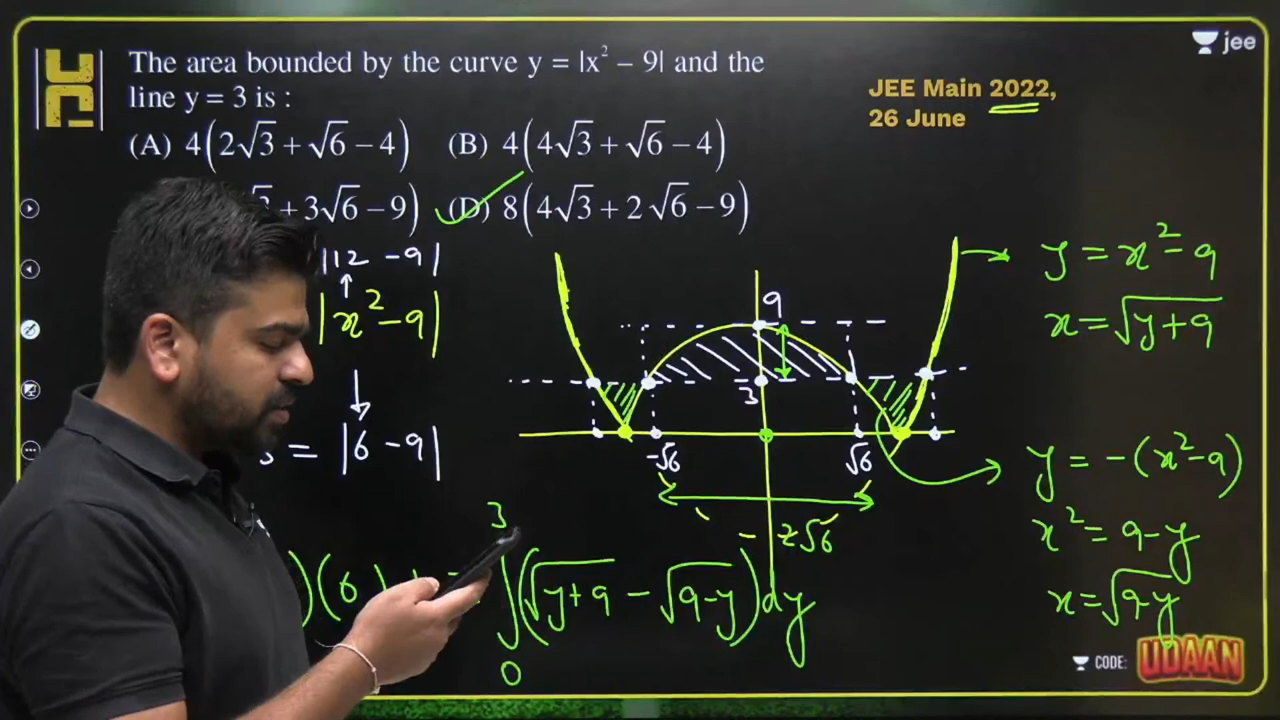 The area bounded by the curve y = |x² – 9| and the
line y = 3 is :
(A) 4(2√3 + √6 – 4) (B) 4(4√3 + √6 – 4)
+ 3√6 – 9) (D) 8(4√3 + 2√6 – 9)
JEE Main 2022,
26 June
jee
|12 - 9|
|x² - 9|
= |6 - 9|
9
3
-√6
√6
2√6
y = x² - 9
x = √y+9
y = -(x² - 9)
x² = 9 - y
x = √9-y
3
∫(√y+9 - √9-y) dy
0
)(6)
CODE: UDAAN